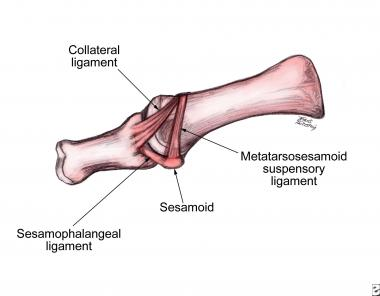 Collateral
ligament
Metatarsosesamoid
suspensory
ligament
Sesamoid
Sesamophalangeal
ligament